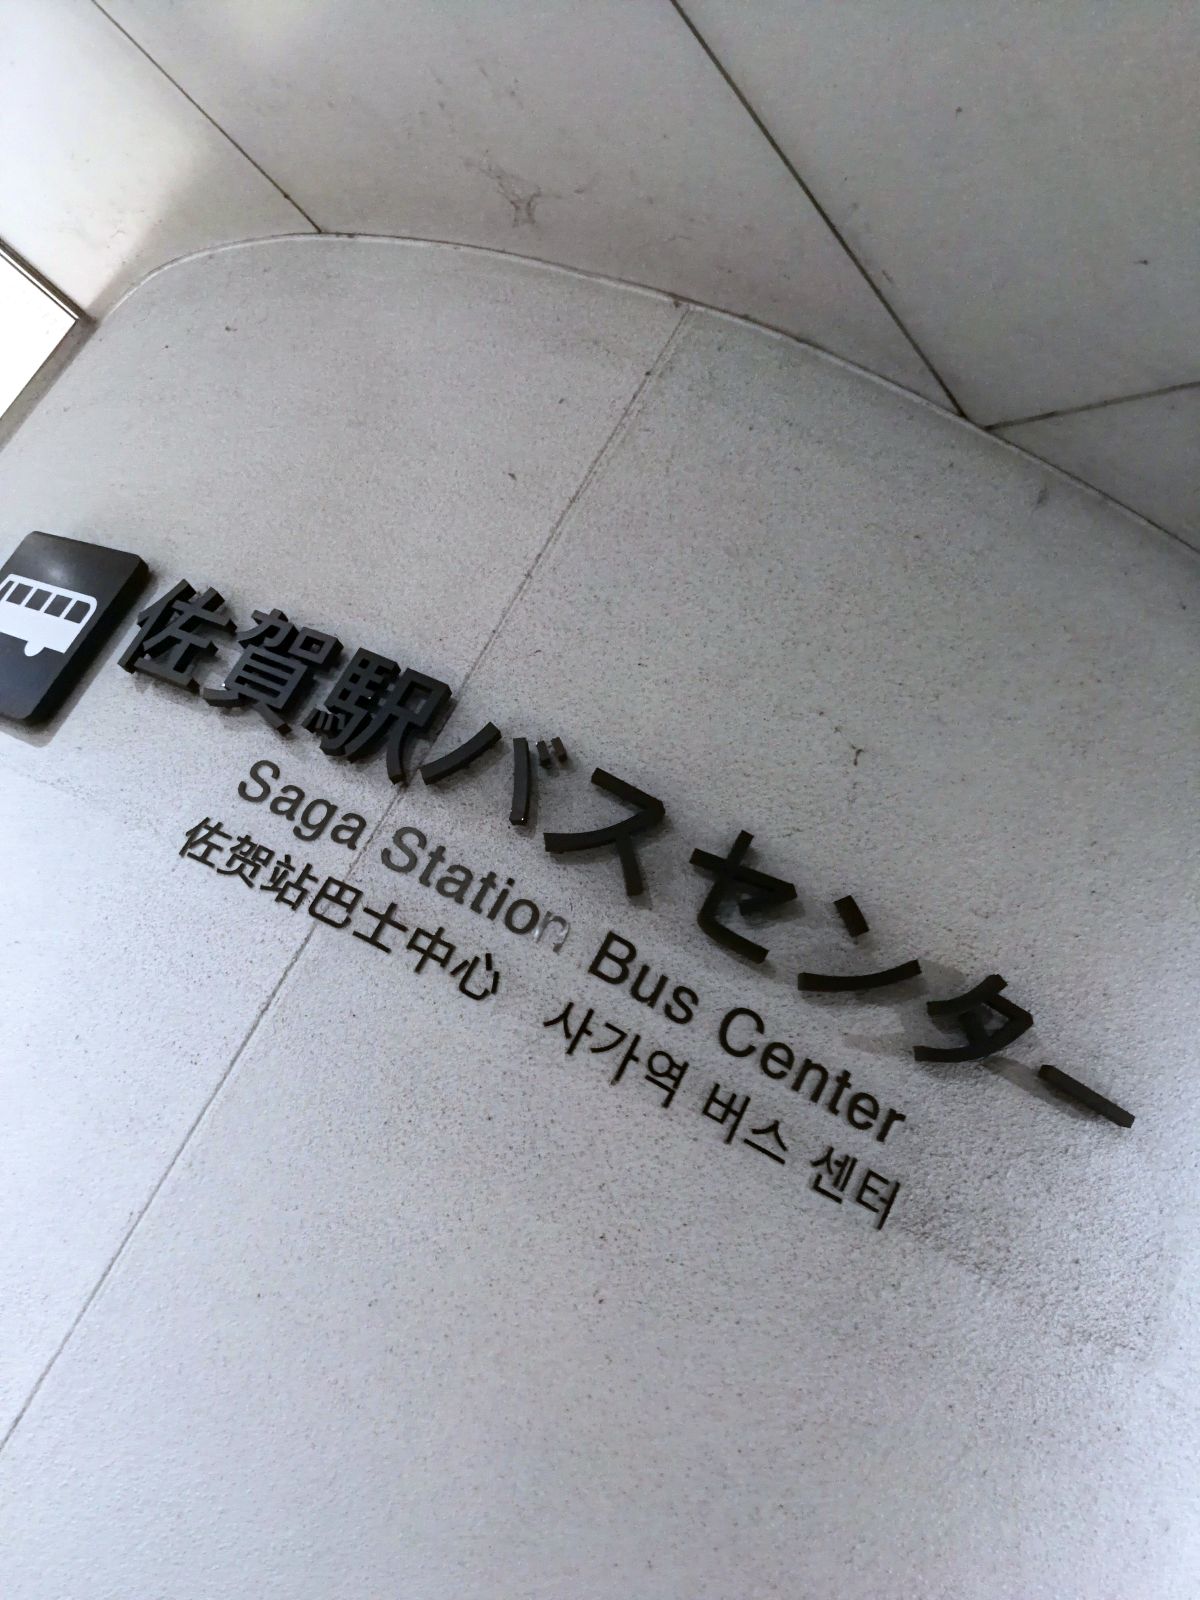 佐賀駅バスセンター
Saga Station Bus Center
佐贺站巴士中心 사가역 버스 센터